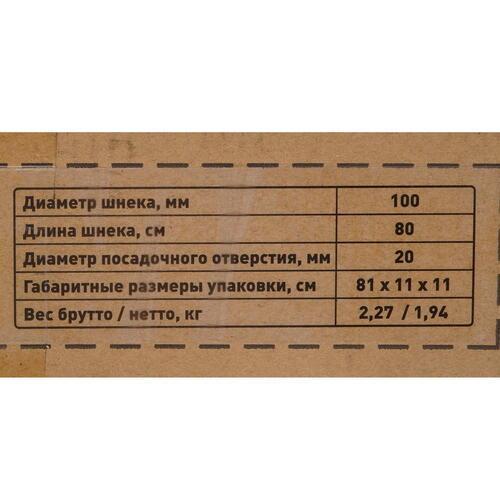 Диаметр шнека, мм 100
Длина шнека, см 80
Диаметр посадочного отверстия, мм 20
Габаритные размеры упаковки, см 81 x 11 x 11
Вес брутто / нетто, кг 2,27 / 1,94